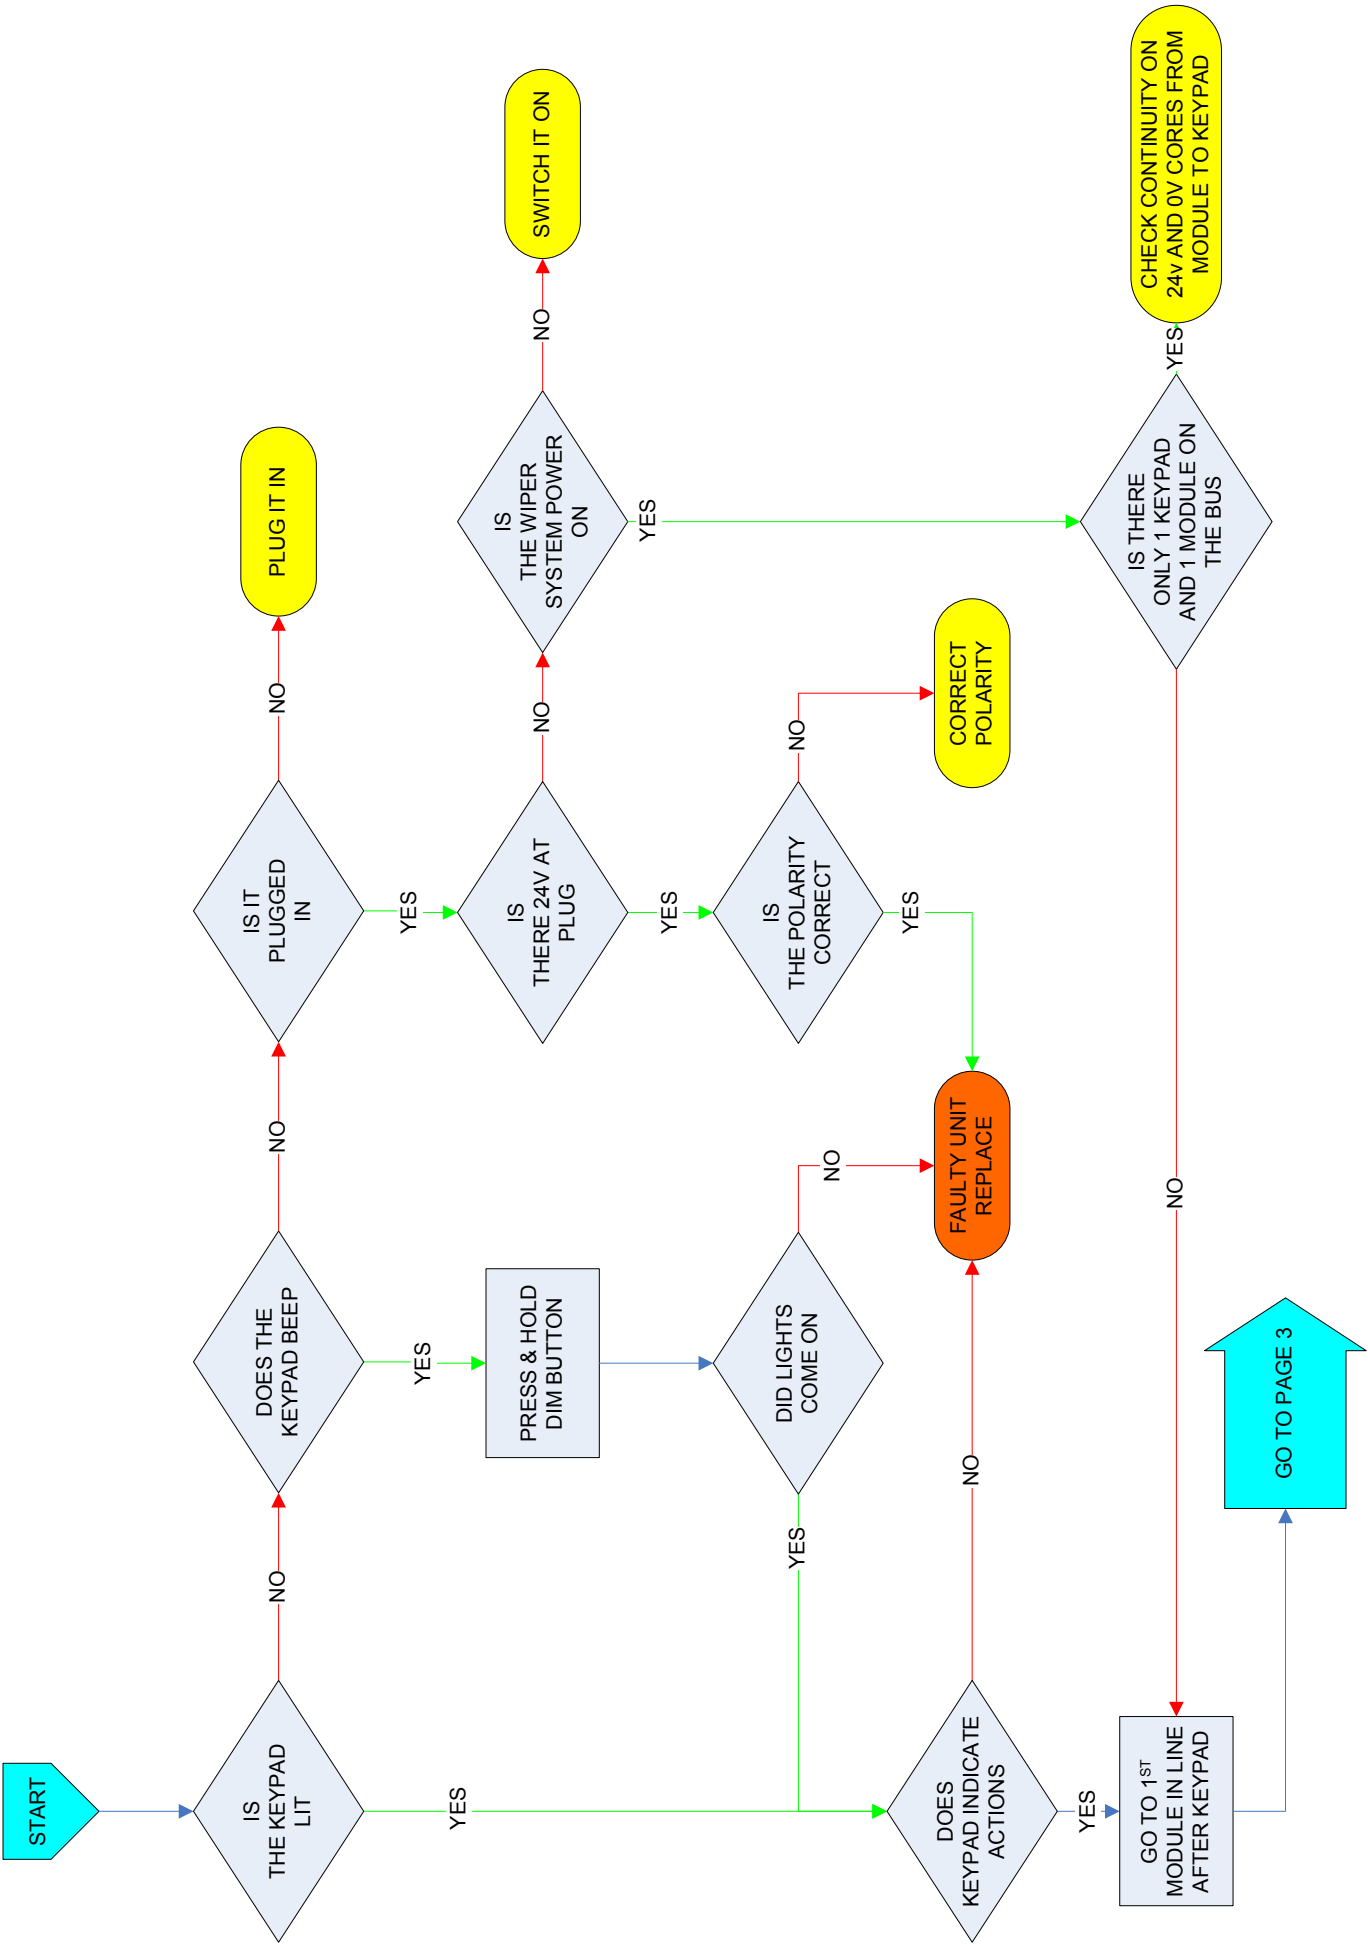 START
IS
THE KEYPAD
LIT
NO
DOES THE
KEYPAD BEEP
NO
IS IT
PLUGGED
IN
NO
PLUG IT IN
YES
YES
PRESS & HOLD
DIM BUTTON
YES
IS
THERE 24V AT
PLUG
NO
IS
THE WIPER
SYSTEM POWER
ON
NO
SWITCH IT ON
YES
YES
DID LIGHTS
COME ON
YES
NO
IS
THE POLARITY
CORRECT
NO
YES
CORRECT
POLARITY
DOES
KEYPAD INDICATE
ACTIONS
NO
FAULTY UNIT
REPLACE
YES
GO TO 1ST
MODULE IN LINE
AFTER KEYPAD
NO
IS THERE
ONLY 1 KEYPAD
AND 1 MODULE ON
THE BUS
YES
CHECK CONTINUITY ON
24v AND 0V CORES FROM
MODULE TO KEYPAD
GO TO PAGE 3